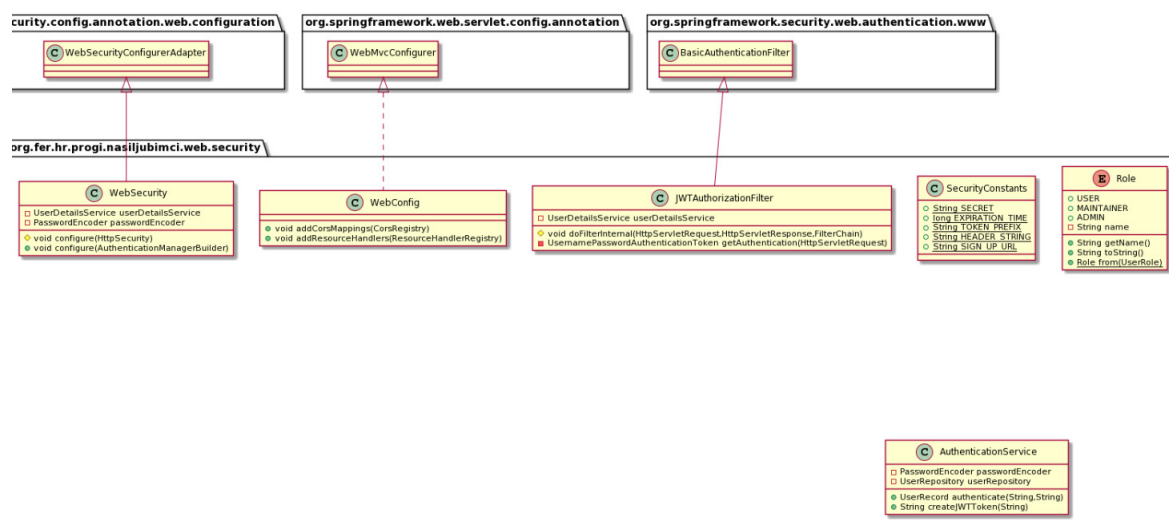 curity.config.annotation.web.configuration
org.springframework.web.servlet.config.annotation
org.springframework.security.web.authentication.www
C WebSecurityConfigurerAdapter
C WebMvcConfigurer
C BasicAuthenticationFilter
org.fer.hr.progi.nasiljubimci.web.security
C WebSecurity
UserDetailsService userDetailsService
PasswordEncoder passwordEncoder
void configure(HttpSecurity)
void configure(AuthenticationManagerBuilder)
C WebConfig
void addCorsMappings(CorsRegistry)
void addResourceHandlers(ResourceHandlerRegistry)
C JWTAuthorizationFilter
UserDetailsService userDetailsService
void doFilterInternal(HttpServletRequest,HttpServletResponse,FilterChain)
UsernamePasswordAuthenticationToken getAuthentication(HttpServletRequest)
C SecurityConstants
String SECRET
long EXPIRATION_TIME
String TOKEN_PREFIX
String HEADER_STRING
String SIGN_UP_URL
E Role
USER
MAINTAINER
ADMIN
String name
String getName()
String toString()
Role from(UserRole)
C AuthenticationService
PasswordEncoder passwordEncoder
UserRepository userRepository
UserRecord authenticate(String,String)
String createJWTToken(String)